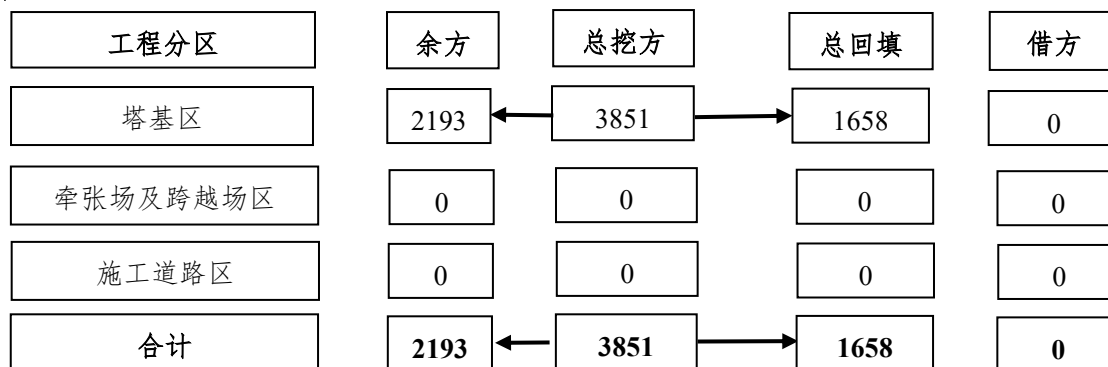 工程分区 余方 总挖方 总回填 借方
塔基区 2193 3851 1658 0
牵张场及跨越场区 0 0 0 0
施工道路区 0 0 0 0
合计 2193 3851 1658 0